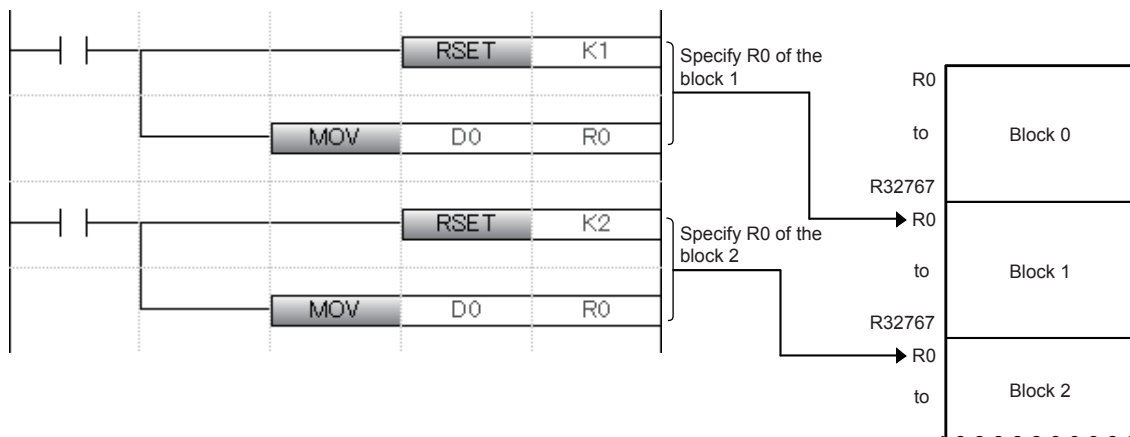 RSET K1
MOV D0 R0
Specify R0 of the
block 1
RSET K2
MOV D0 R0
Specify R0 of the
block 2
R0
to
Block 0
R32767
R0
to
Block 1
R32767
R0
to
Block 2